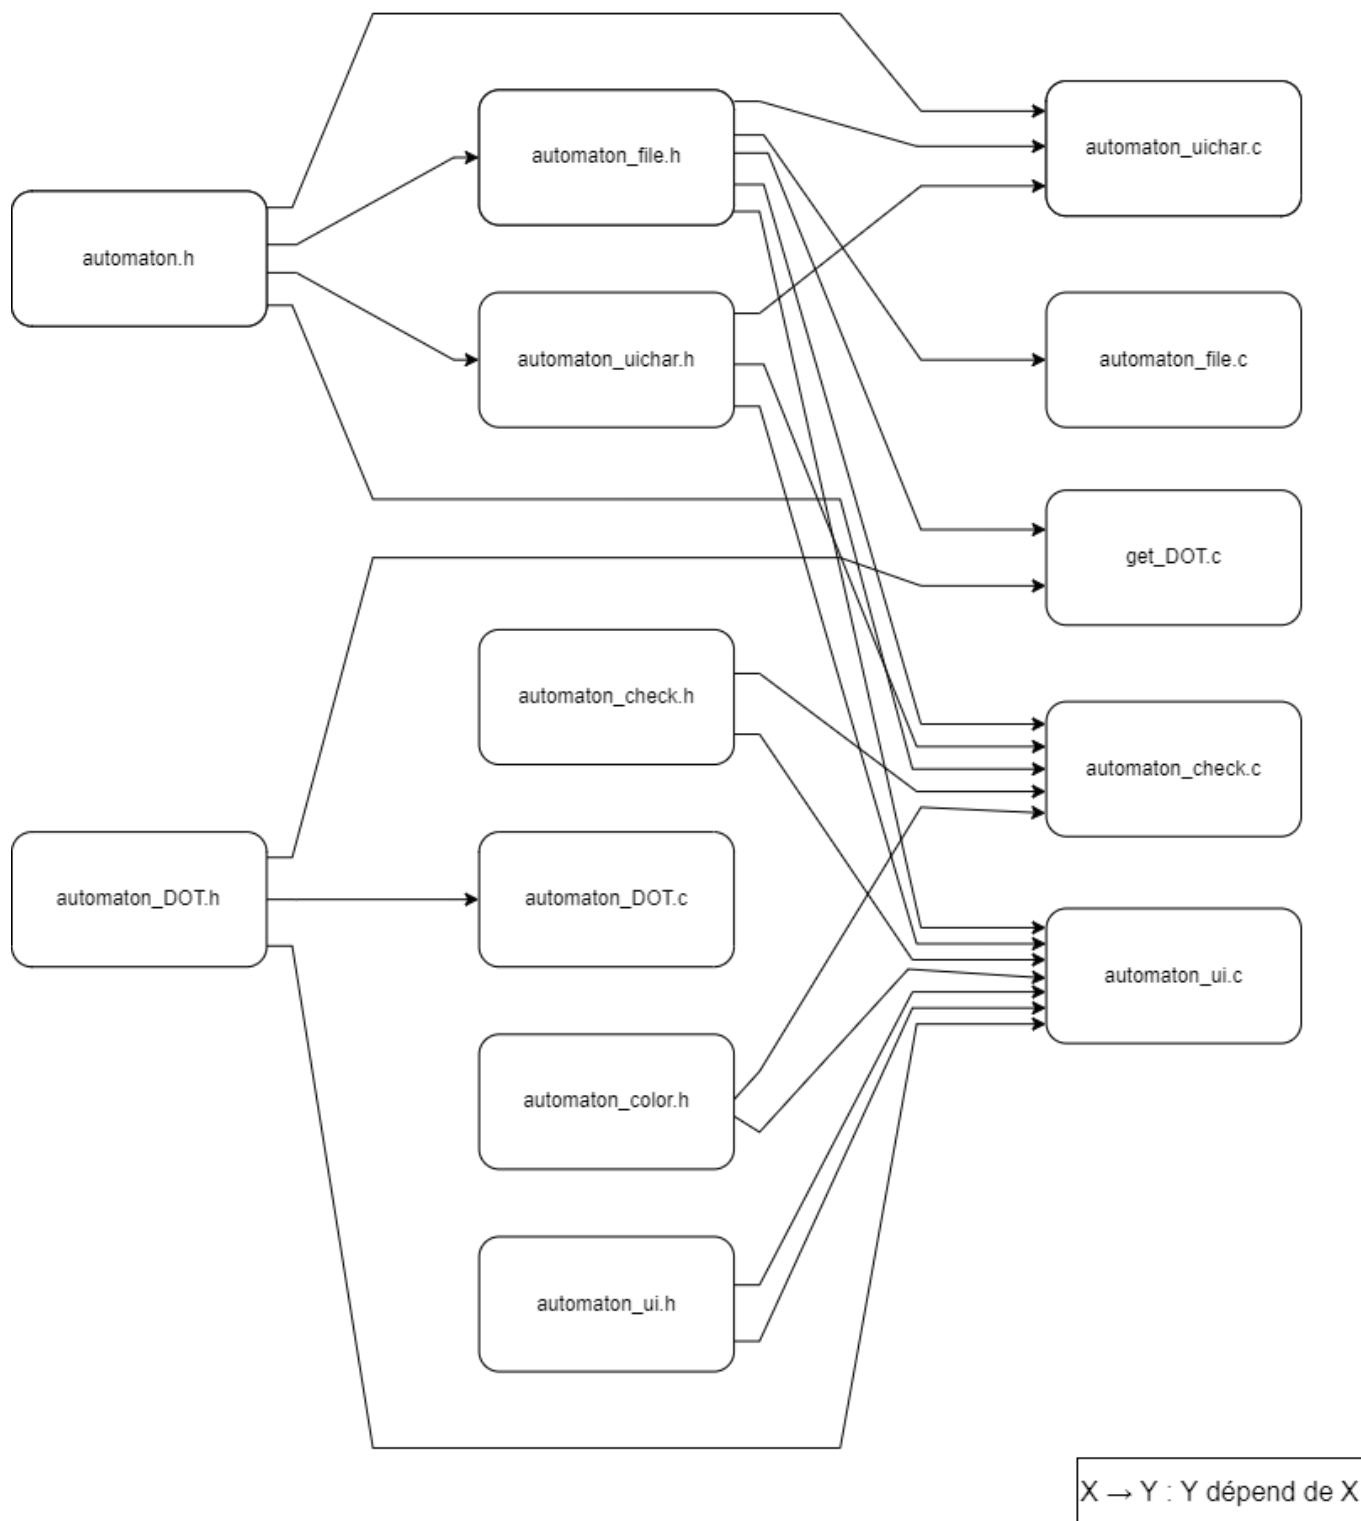 automaton_uichar.c
automaton_file.h
automaton.h
automaton_uichar.h
automaton_file.c
get_DOT.c
automaton_check.h
automaton_check.c
automaton_DOT.h
automaton_DOT.c
automaton_ui.c
automaton_color.h
automaton_ui.h
X → Y : Y dépend de X